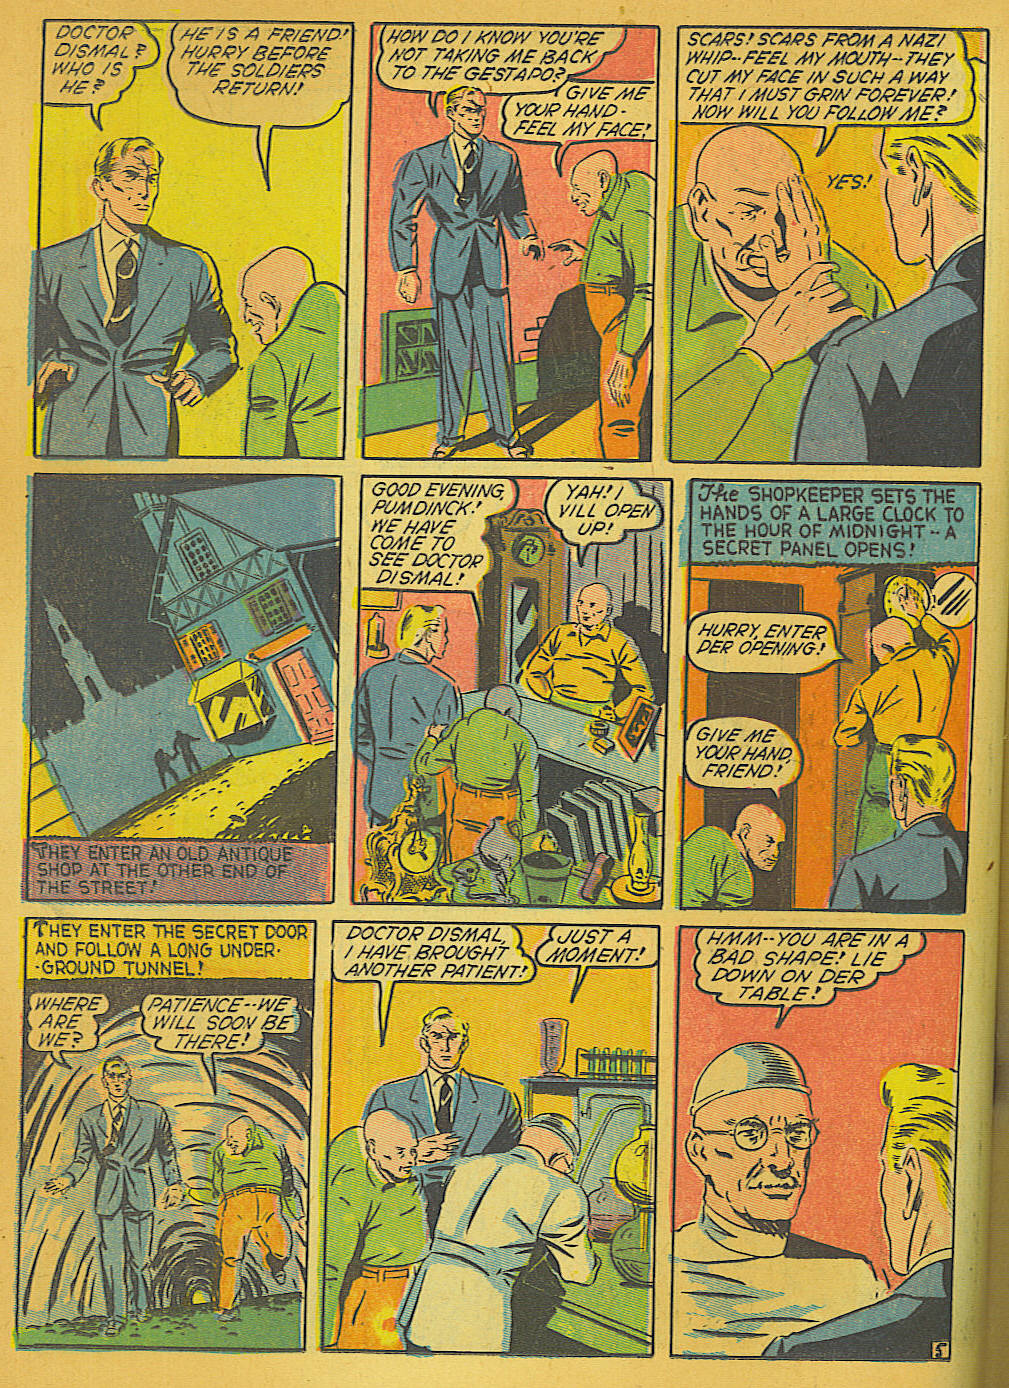 DOCTOR
DISMAL?
WHO IS
HE?
HE IS A FRIEND!
HURRY BEFORE
THE SOLDIERS
RETURN!
HOW DO I KNOW YOU'RE
NOT TAKING ME BACK
TO THE GESTAPO?
GIVE ME
YOUR HAND-
FEEL MY FACE!
SCARS! SCARS FROM A NAZI
WHIP--FEEL MY MOUTH--THEY
CUT MY FACE IN SUCH A WAY
THAT I MUST GRIN FOREVER!
NOW WILL YOU FOLLOW ME?
YES!
THEY ENTER AN OLD ANTIQUE
SHOP AT THE OTHER END OF
THE STREET!
GOOD EVENING,
PUMDINCK!
WE HAVE
COME TO
SEE DOCTOR
DISMAL!
YAH! I
VILL OPEN
UP!
The SHOPKEEPER SETS THE
HANDS OF A LARGE CLOCK TO
THE HOUR OF MIDNIGHT--A
SECRET PANEL OPENS!
HURRY, ENTER
DER OPENING!
GIVE ME
YOUR HAND,
FRIEND!
THEY ENTER THE SECRET DOOR
AND FOLLOW A LONG UNDER-
-GROUND TUNNEL!
WHERE
ARE
WE?
PATIENCE--WE
WILL SOON BE
THERE!
DOCTOR DISMAL,
I HAVE BROUGHT
ANOTHER PATIENT!
JUST A
MOMENT!
HMM--YOU ARE IN A
BAD SHAPE! LIE
DOWN ON DER
TABLE!
5